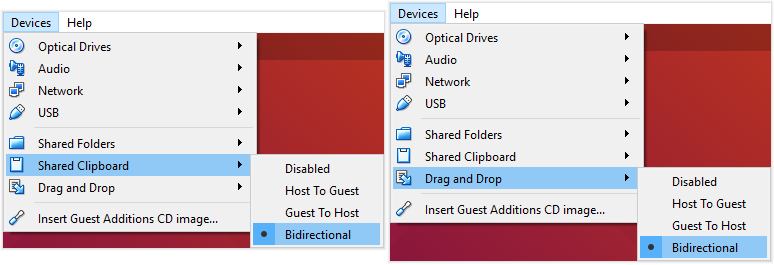 Devices Help
Optical Drives
Audio
Network
USB
Shared Folders
Shared Clipboard
Drag and Drop
Insert Guest Additions CD image...
Disabled
Host To Guest
Guest To Host
Bidirectional
Devices Help
Optical Drives
Audio
Network
USB
Shared Folders
Shared Clipboard
Drag and Drop
Insert Guest Additions CD image...
Disabled
Host To Guest
Guest To Host
Bidirectional